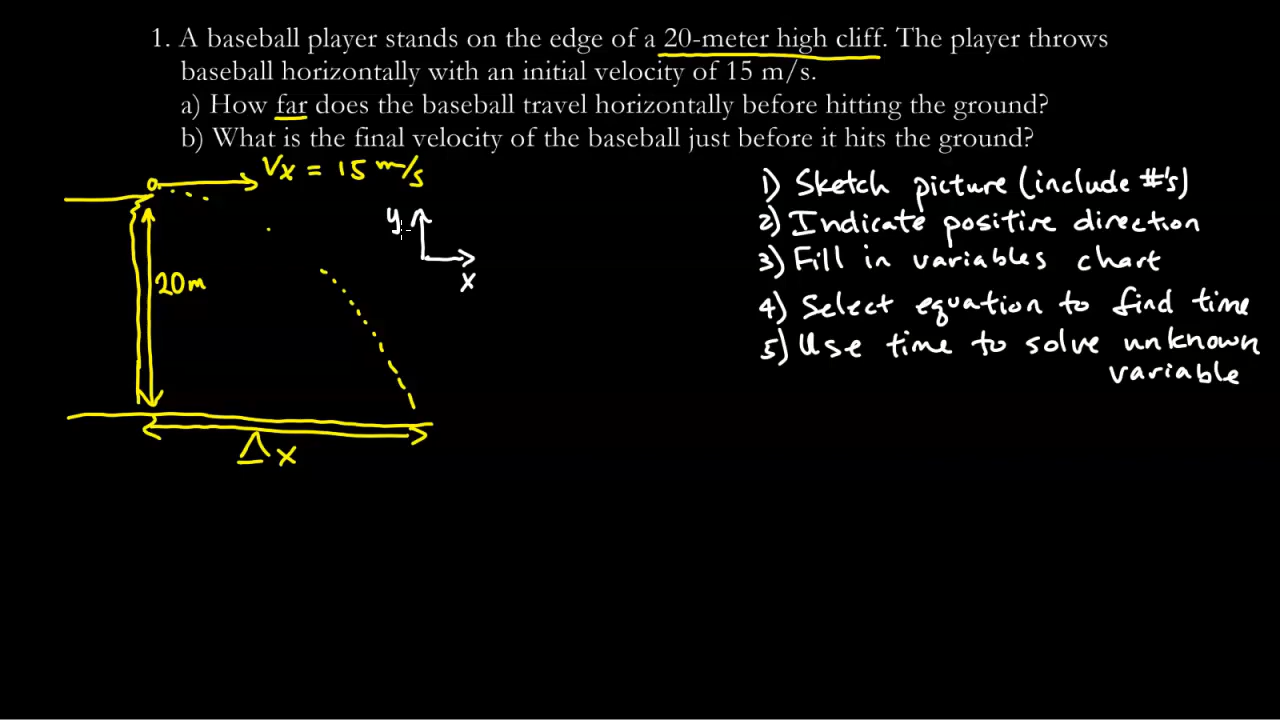 1. A baseball player stands on the edge of a 20-meter high cliff. The player throws
baseball horizontally with an initial velocity of 15 m/s.
a) How far does the baseball travel horizontally before hitting the ground?
b) What is the final velocity of the baseball just before it hits the ground?
Vx = 15 m/s
1) Sketch picture (include #'s)
y
2) Indicate positive direction
3) Fill in variables chart
20m
x
4) Select equation to find time
5) Use time to solve unknown
variable
Δx